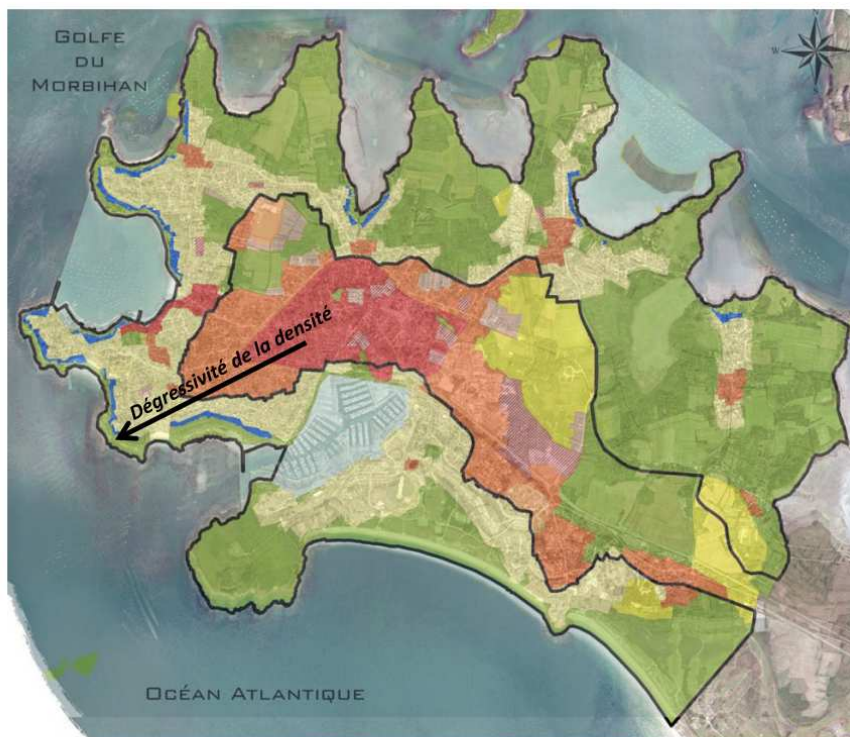 GOLFE
DU
MORBIHAN
W
Dégressivité de la densité
OCÉAN ATLANTIQUE